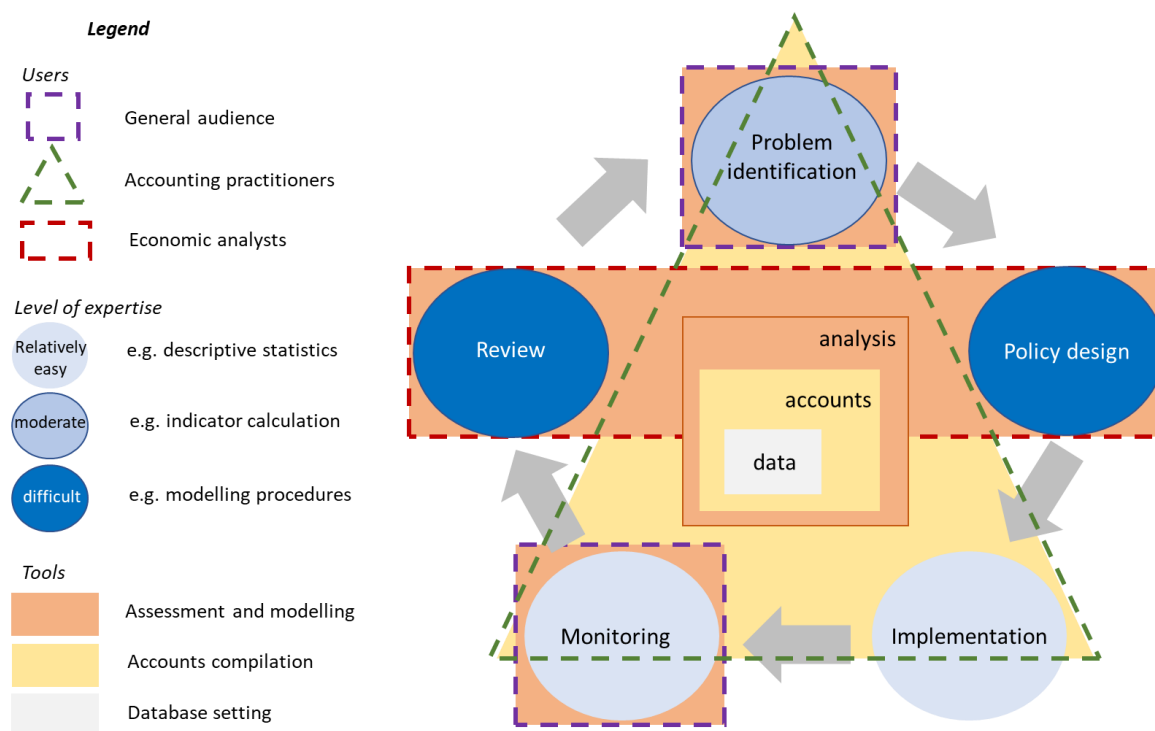 Legend
Users
General audience
Accounting practitioners
Economic analysts
Level of expertise
Relatively
easy
e.g. descriptive statistics
moderate
e.g. indicator calculation
difficult
e.g. modelling procedures
Tools
Assessment and modelling
Accounts compilation
Database setting
Problem
identification
Review
Policy design
analysis
accounts
data
Monitoring
Implementation